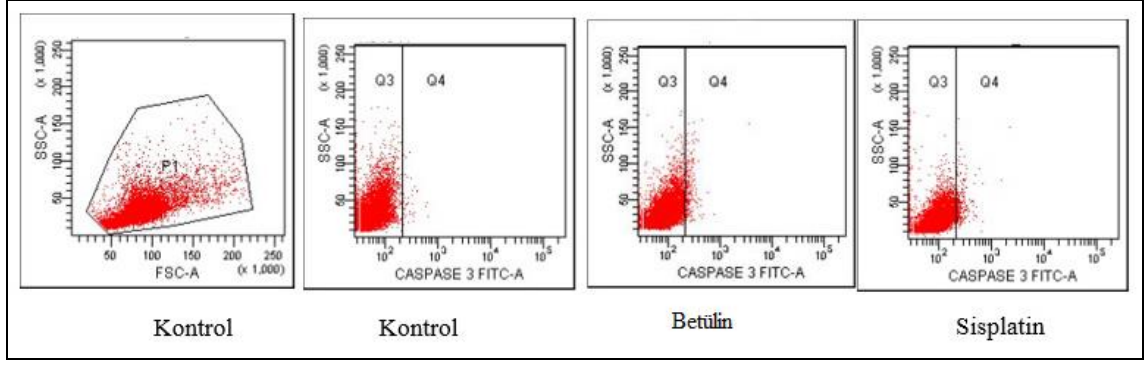 SSC-A
(x 1,000)
250
200
150
100
50
P1
50 100 150 200 250
FSC-A (x 1,000)
Kontrol
SSC-A
(x 1,000)
250
200
150
100
50
Q3 Q4
10² 10³ 10⁴ 10⁵
CASPASE 3 FITC-A
Kontrol
SSC-A
(x 1,000)
250
200
150
100
50
Q3 Q4
10² 10³ 10⁴ 10⁵
CASPASE 3 FITC-A
Betülin
SSC-A
(x 1,000)
250
200
150
100
50
Q3 Q4
10² 10³ 10⁴ 10⁵
CASPASE 3 FITC-A
Sisplatin